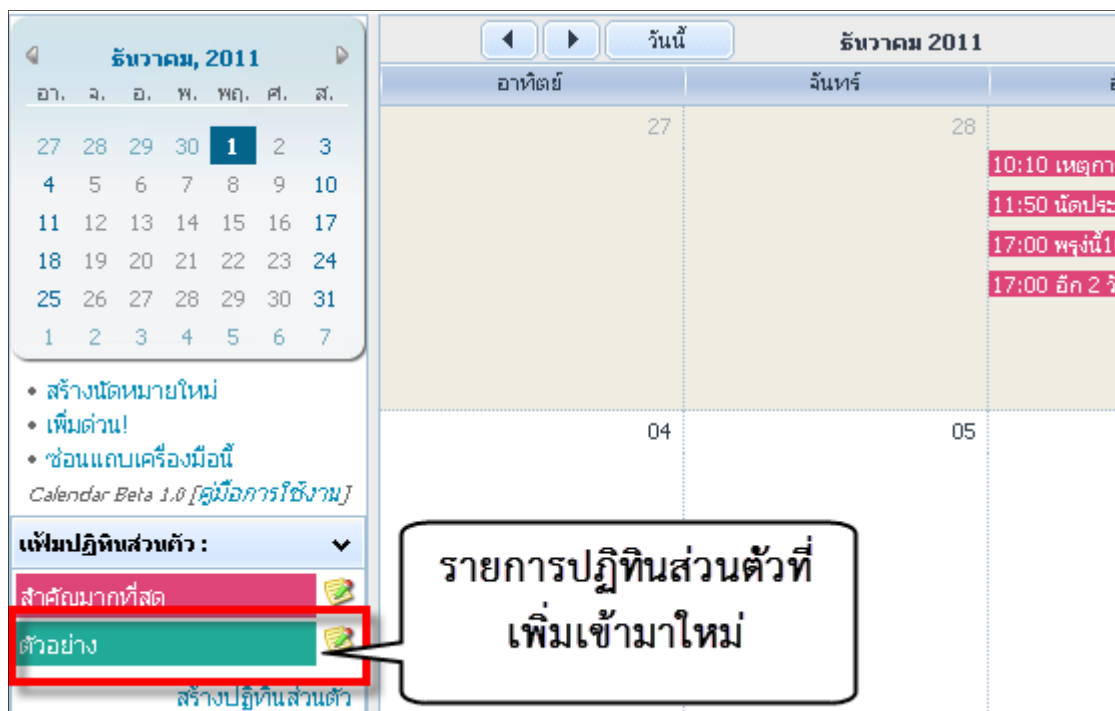 ธันวาคม, 2011
อา. จ. อ. พ. พฤ. ศ. ส.
27 28 29 30 1 2 3
4 5 6 7 8 9 10
11 12 13 14 15 16 17
18 19 20 21 22 23 24
25 26 27 28 29 30 31
1 2 3 4 5 6 7
• สร้างนัดหมายใหม่
• เพิ่มด่วน!
• ซ่อนแถบเครื่องมือนี้
Calendar Beta 1.0 [คู่มือการใช้งาน]
แฟ้มปฏิทินส่วนตัว :
สำคัญมากที่สุด
ตัวอย่าง
สร้างปฏิทินส่วนตัว
วันนี้ ธันวาคม 2011
อาทิตย์ จันทร์
27 28
10:10
11:50
17:00 พรุ่งนี้1
17:00 อีก 2
04 05
รายการปฏิทินส่วนตัวที่
เพิ่มเข้ามาใหม่